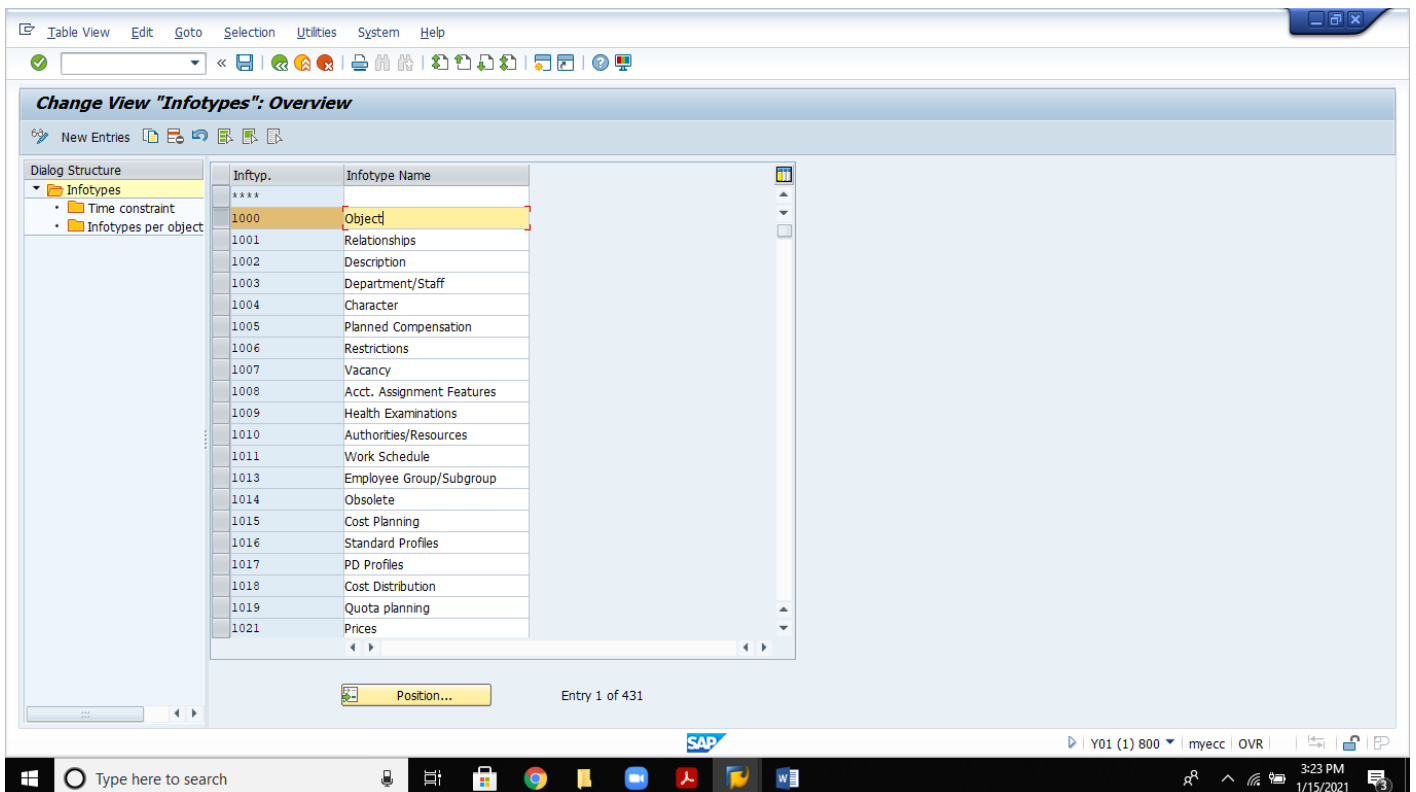 Table View Edit Goto Selection Utilities System Help
Change View "Infotypes": Overview
New Entries
Dialog Structure
Infotypes
Time constraint
Infotypes per object
Inftyp. Infotype Name
****
1000 Object
1001 Relationships
1002 Description
1003 Department/Staff
1004 Character
1005 Planned Compensation
1006 Restrictions
1007 Vacancy
1008 Acct. Assignment Features
1009 Health Examinations
1010 Authorities/Resources
1011 Work Schedule
1013 Employee Group/Subgroup
1014 Obsolete
1015 Cost Planning
1016 Standard Profiles
1017 PD Profiles
1018 Cost Distribution
1019 Quota planning
1021 Prices
Position... Entry 1 of 431
SAP Y01 (1) 800 myecc OVR
Type here to search 3:23 PM
1/15/2021 3